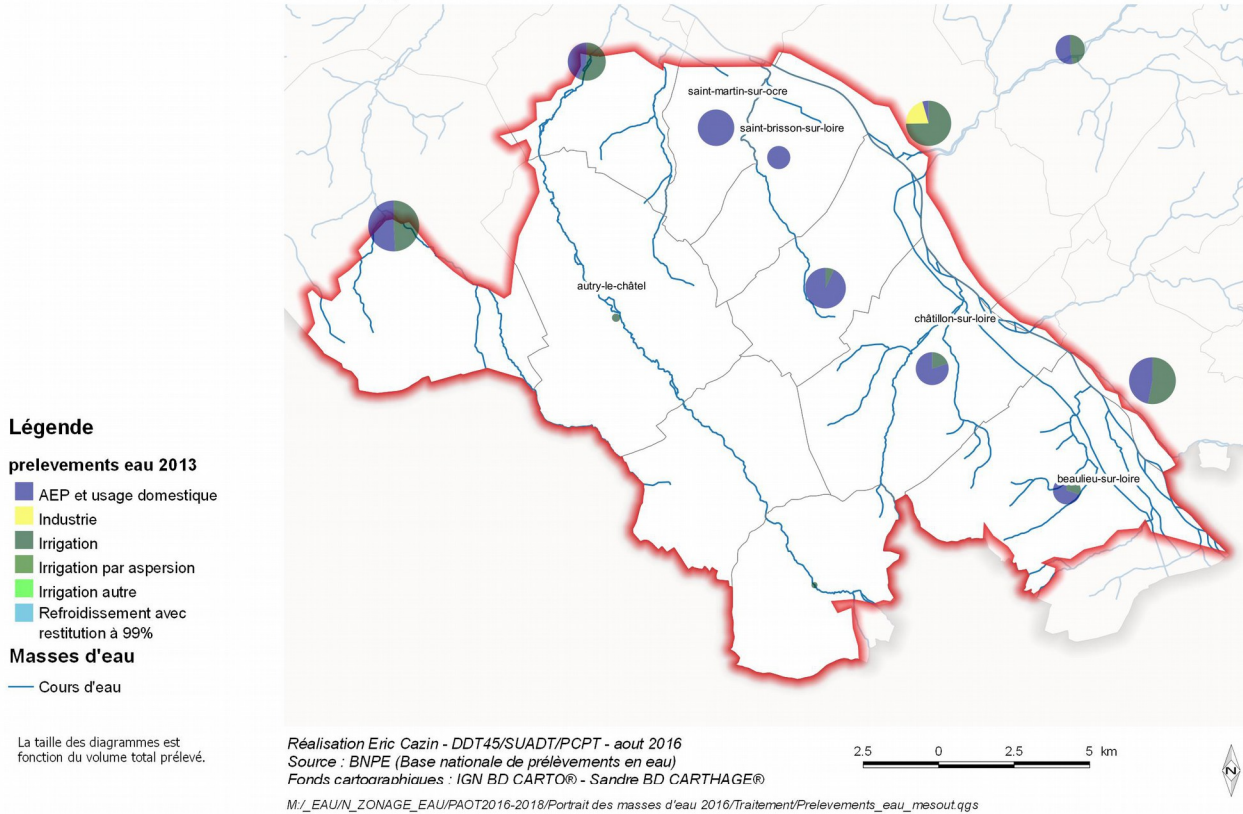 saint-martin-sur-ocre
saint-brisson-sur-loire
autry-le-châtel
châtillon-sur-loire
beaulieu-sur-loire
Légende
prelevements eau 2013
AEP et usage domestique
Industrie
Irrigation
Irrigation par aspersion
Irrigation autre
Refroidissement avec
restitution à 99%
Masses d'eau
Cours d'eau
La taille des diagrammes est
fonction du volume total prélevé.
Réalisation Eric Cazin - DDT45/SUADT/PCPT - aout 2016
Source : BNPE (Base nationale de prélèvements en eau)
Fonds cartographiques : IGN BD CARTO® - Sandre BD CARTHAGE®
M:/_EAU/N_ZONAGE_EAU/PAOT2016-2018/Portrait des masses d'eau 2016/Traitement/Prelevements_eau_mesout.qgs
2.5 0 2.5 5 km
N